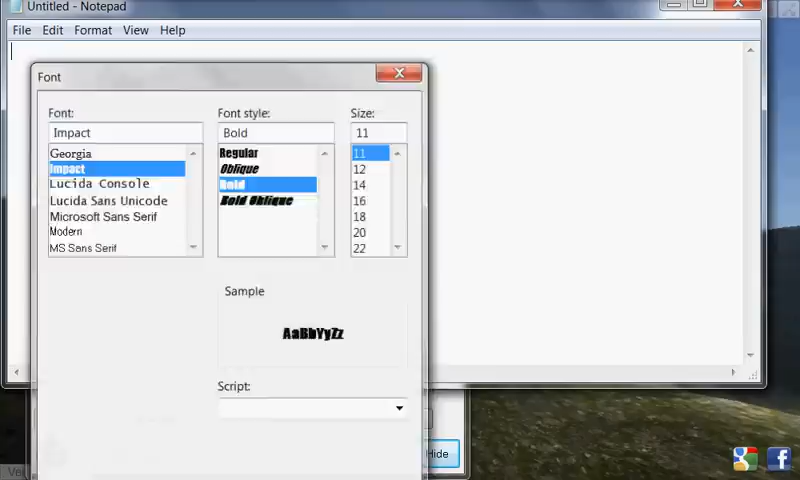 Untitled - Notepad
File Edit Format View Help
Font
Font: Font style: Size:
Impact Bold 11
Georgia Regular 11
Impact Oblique 12
Lucida Console Bold 14
Lucida Sans Unicode Bold Oblique 16
Microsoft Sans Serif 18
Modern 20
MS Sans Serif 22
Sample
AaBbYyZz
Script:
Hide